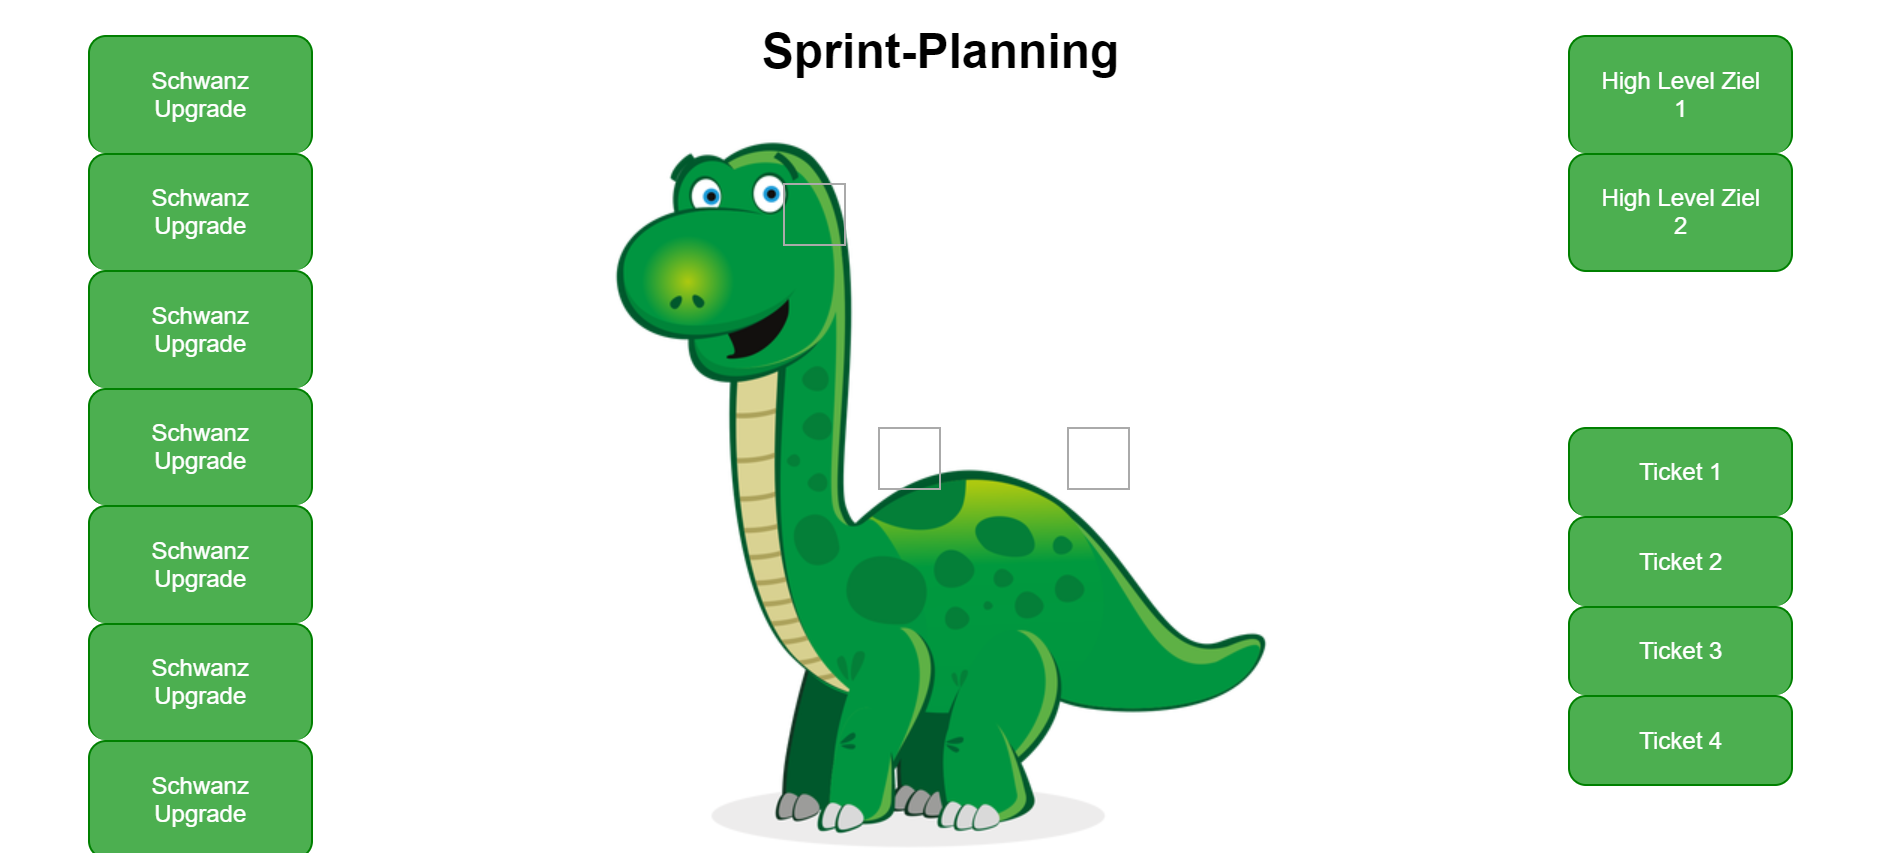 Sprint-Planning
Schwanz
Upgrade
Schwanz
Upgrade
Schwanz
Upgrade
Schwanz
Upgrade
Schwanz
Upgrade
Schwanz
Upgrade
Schwanz
Upgrade
High Level Ziel
1
High Level Ziel
2
Ticket 1
Ticket 2
Ticket 3
Ticket 4